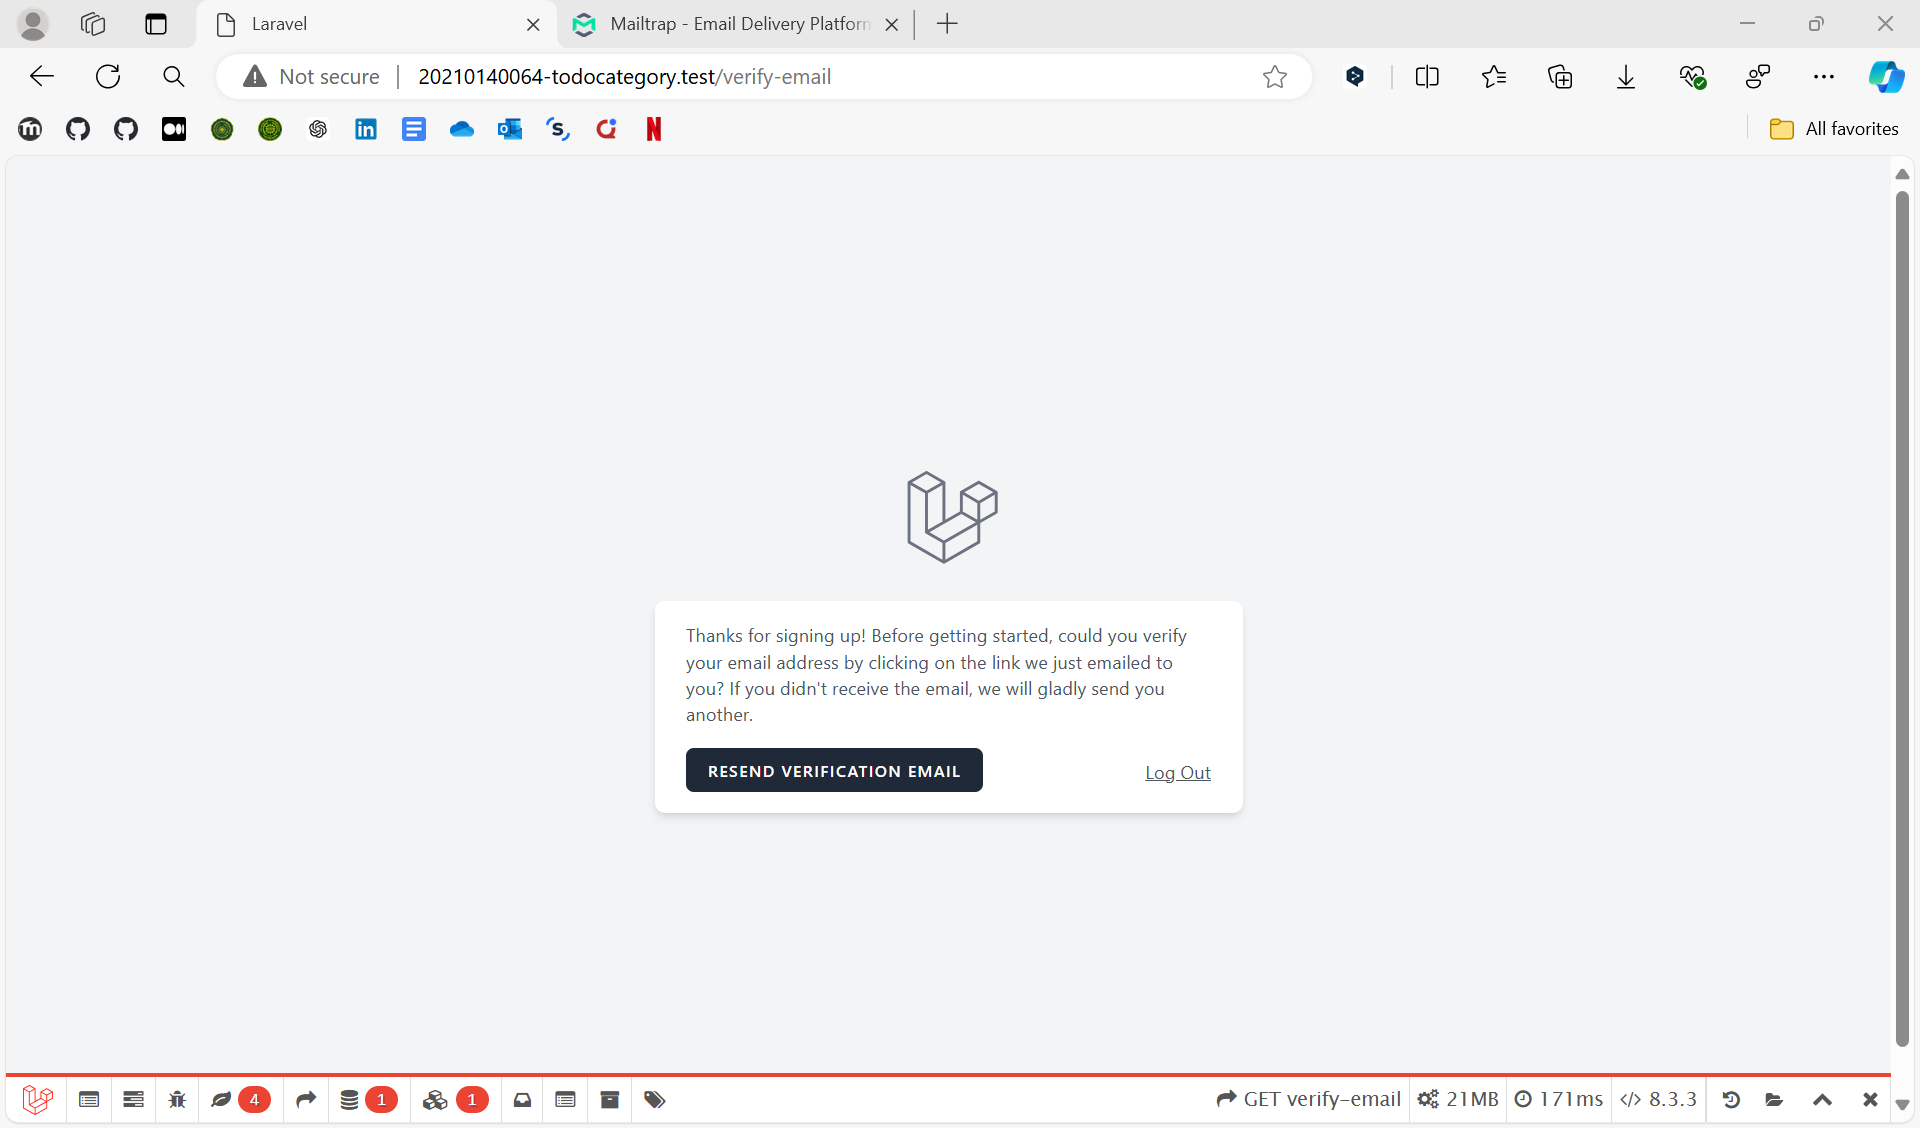 Laravel
Mailtrap - Email Delivery Platform
Not secure
20210140064-todocategory.test/verify-email
All favorites
Thanks for signing up! Before getting started, could you verify
your email address by clicking on the link we just emailed to
you? If you didn't receive the email, we will gladly send you
another.
RESEND VERIFICATION EMAIL
Log Out
4
1
1
GET verify-email
21MB
171ms
8.3.3